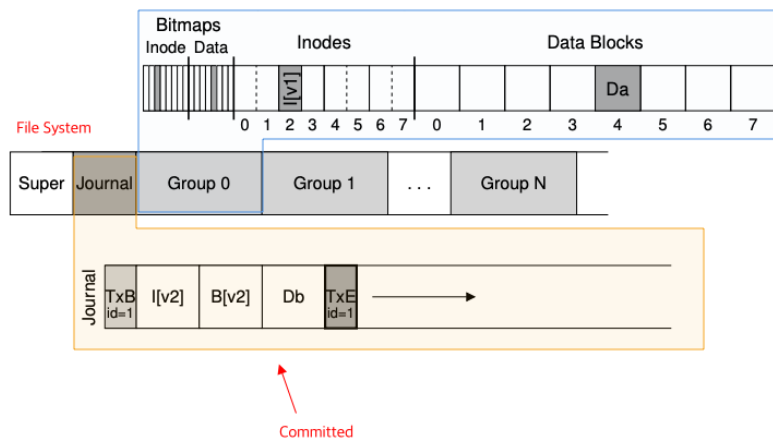 Bitmaps
Inode Data
Inodes
Data Blocks
I[v1]
Da
0 1 2 3 4 5 6 7
0 1 2 3 4 5 6 7
File System
Super
Journal
Group 0
Group 1
. . .
Group N
Journal
TxB
id=1
I[v2]
B[v2]
Db
TxE
id=1
Committed